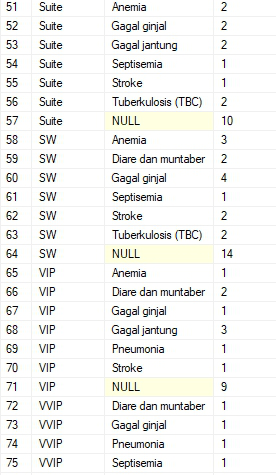 51 Suite Anemia 2
52 Suite Gagal ginjal 2
53 Suite Gagal jantung 2
54 Suite Septisemia 1
55 Suite Stroke 1
56 Suite Tuberkulosis (TBC) 2
57 Suite NULL 10
58 SW Anemia 3
59 SW Diare dan muntaber 2
60 SW Gagal ginjal 4
61 SW Septisemia 1
62 SW Stroke 2
63 SW Tuberkulosis (TBC) 2
64 SW NULL 14
65 VIP Anemia 1
66 VIP Diare dan muntaber 2
67 VIP Gagal ginjal 1
68 VIP Gagal jantung 3
69 VIP Pneumonia 1
70 VIP Stroke 1
71 VIP NULL 9
72 VVIP Diare dan muntaber 1
73 VVIP Gagal ginjal 1
74 VVIP Pneumonia 1
75 VVIP Septisemia 1